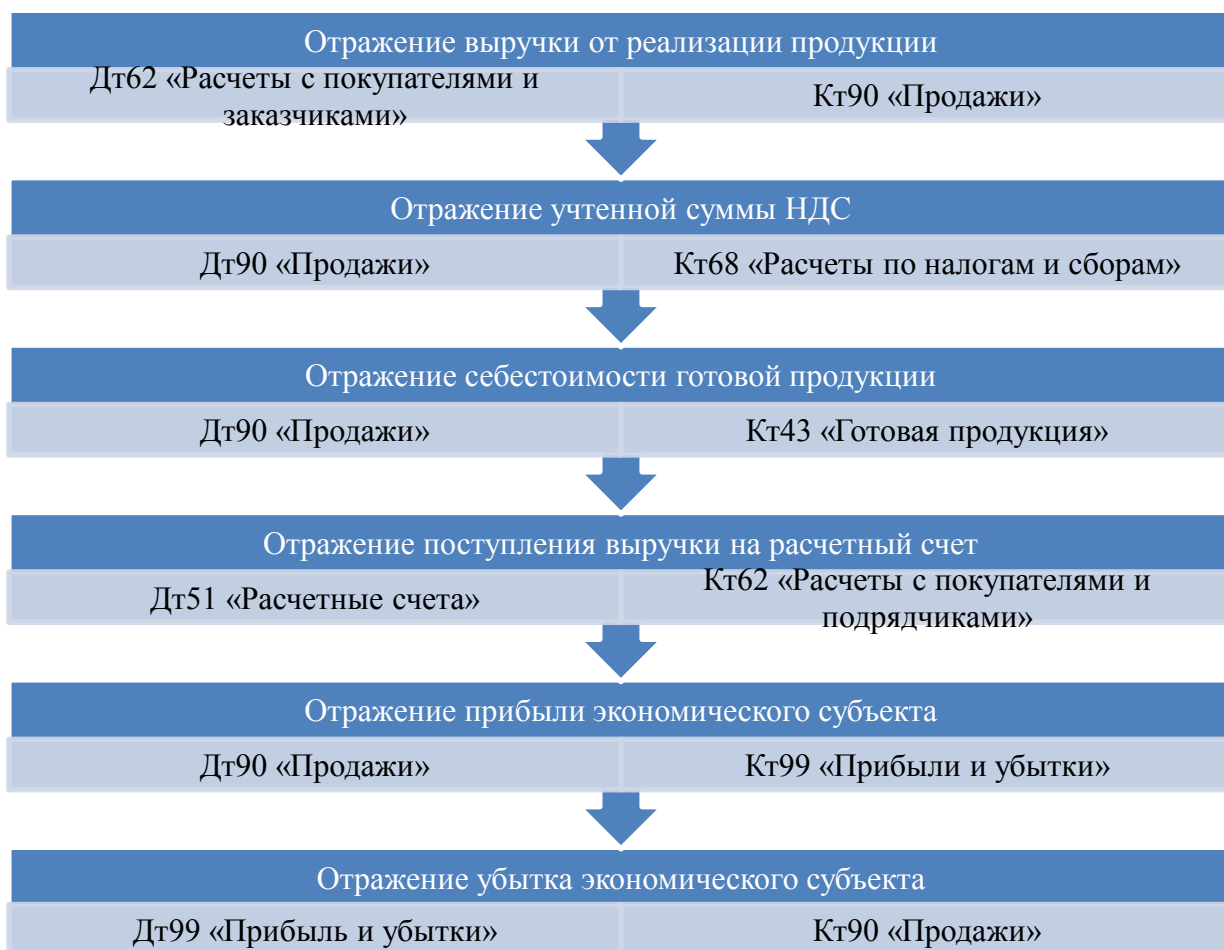 Отражение выручки от реализации продукции
Дт62 «Расчеты с покупателями и
заказчиками»
Кт90 «Продажи»
Отражение учтенной суммы НДС
Дт90 «Продажи»
Кт68 «Расчеты по налогам и сборам»
Отражение себестоимости готовой продукции
Дт90 «Продажи»
Кт43 «Готовая продукция»
Отражение поступления выручки на расчетный счет
Дт51 «Расчетные счета»
Кт62 «Расчеты с покупателями и
подрядчиками»
Отражение прибыли экономического субъекта
Дт90 «Продажи»
Кт99 «Прибыли и убытки»
Отражение убытка экономического субъекта
Дт99 «Прибыль и убытки»
Кт90 «Продажи»